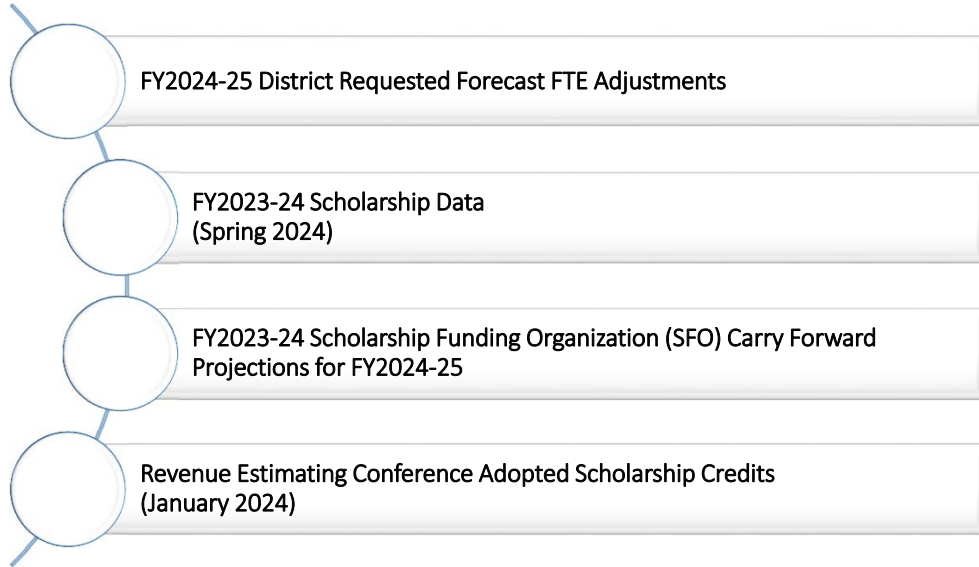 FY2024-25 District Requested Forecast FTE Adjustments
FY2023-24 Scholarship Data
(Spring 2024)
FY2023-24 Scholarship Funding Organization (SFO) Carry Forward
Projections for FY2024-25
Revenue Estimating Conference Adopted Scholarship Credits
(January 2024)